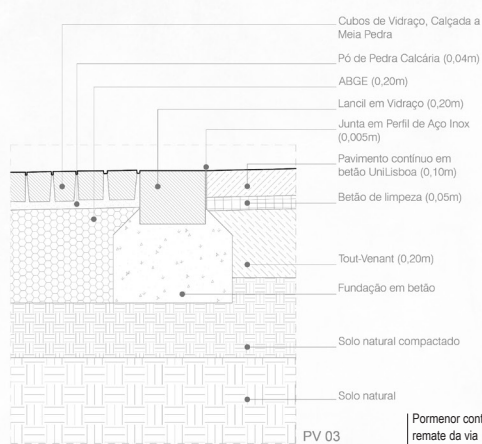 Cubos de Vidraço, Calçada a
Meia Pedra
Pó de Pedra Calcária (0,04m)
ABGE (0,20m)
Lancil em Vidraço (0,20m)
Junta em Perfil de Aço Inox
(0,005m)
Pavimento contínuo em
betão UniLisboa (0,10m)
Betão de limpeza (0,05m)
Tout-Venant (0,20m)
Fundação em betão
Solo natural compactado
Solo natural
PV 03
Pormenor cont
remate da via